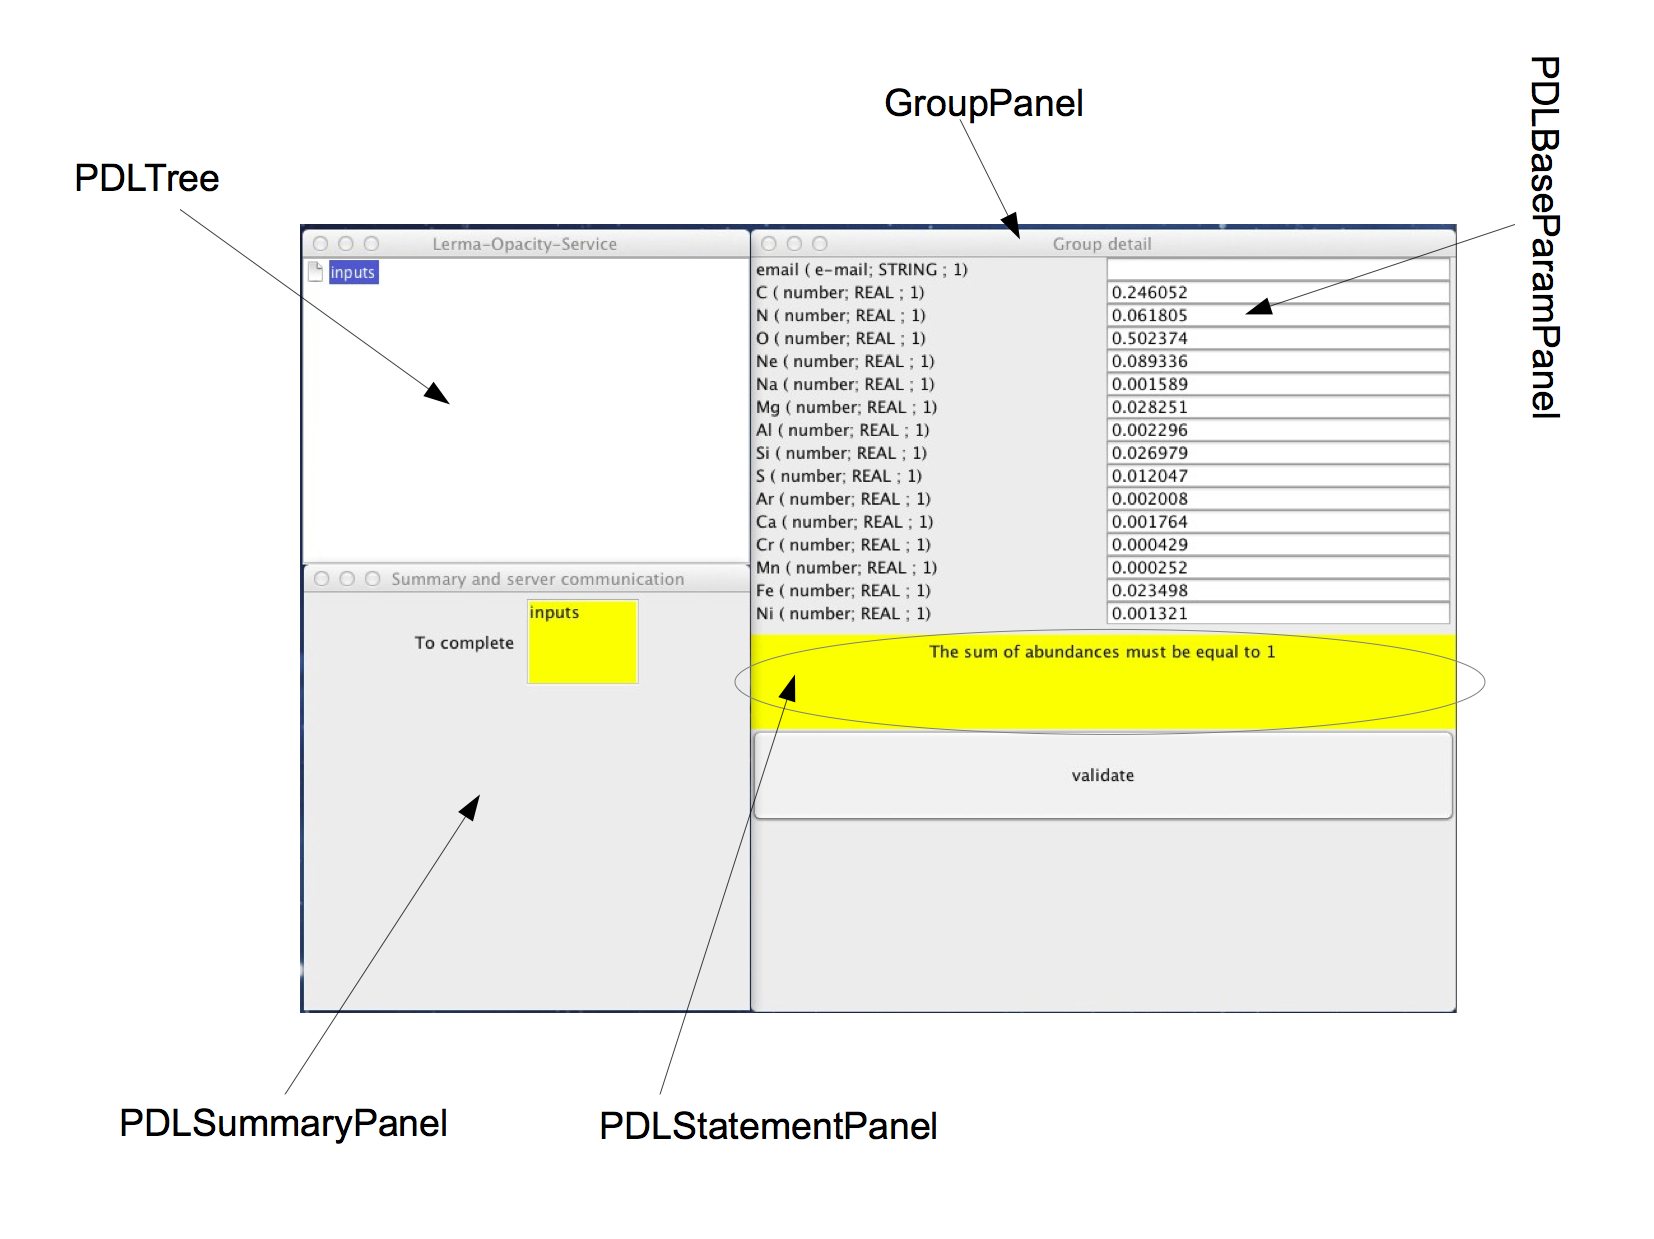 GroupPanel
PDLBaseParamPanel
PDLTree
Lerma-Opacity-Service
inputs
Group detail
email ( e-mail; STRING ; 1)
C ( number; REAL ; 1) 0.246052
N ( number; REAL ; 1) 0.061805
O ( number; REAL ; 1) 0.502374
Ne ( number; REAL ; 1) 0.089336
Na ( number; REAL ; 1) 0.001589
Mg ( number; REAL ; 1) 0.028251
Al ( number; REAL ; 1) 0.002296
Si ( number; REAL ; 1) 0.026979
S ( number; REAL ; 1) 0.012047
Ar ( number; REAL ; 1) 0.002008
Ca ( number; REAL ; 1) 0.001764
Cr ( number; REAL ; 1) 0.000429
Mn ( number; REAL ; 1) 0.000252
Fe ( number; REAL ; 1) 0.023498
Ni ( number; REAL ; 1) 0.001321
The sum of abundances must be equal to 1
validate
Summary and server communication
To complete
inputs
PDLSummaryPanel
PDLStatementPanel